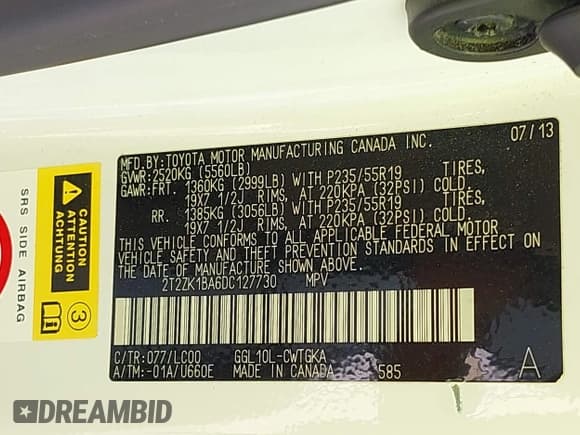 MFD.BY:TOYOTA MOTOR MANUFACTURING CANADA INC. 07/13
GVWR:2520KG (5560LB)
GAWR:FRT. 1360KG (2999LB) WITH P235/55R19 TIRES,
19X7 1/2J RIMS, AT 220KPA (32PSI) COLD.
RR. 1385KG (3056LB) WITH P235/55R19 TIRES,
19X7 1/2J RIMS, AT 220KPA (32PSI) COLD.
THIS VEHICLE CONFORMS TO ALL APPLICABLE FEDERAL MOTOR
VEHICLE SAFETY AND THEFT PREVENTION STANDARDS IN EFFECT ON
THE DATE OF MANUFACTURE SHOWN ABOVE.
2T2ZK1BA6DC127730 MPV
C/TR:077/LC00 GGL10L-CWTGKA
A/TM:-01A/U660E MADE IN CANADA 585 A
SRS SIDE AIRBAG
CAUTION
ATTENTION
ACHTUNG
i
3
DREAMBID